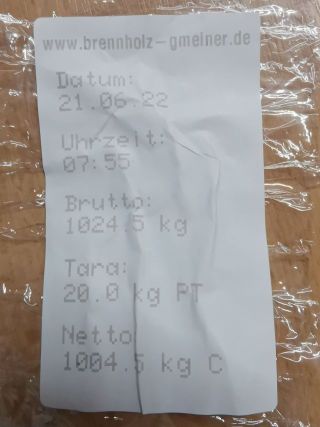 www.brennholz-gmeiner.de
Datum:
21.06.22
Uhrzeit:
07:55
Brutto:
1024.5 kg
Tara:
20.0 kg PT
Netto
1004.5 kg C